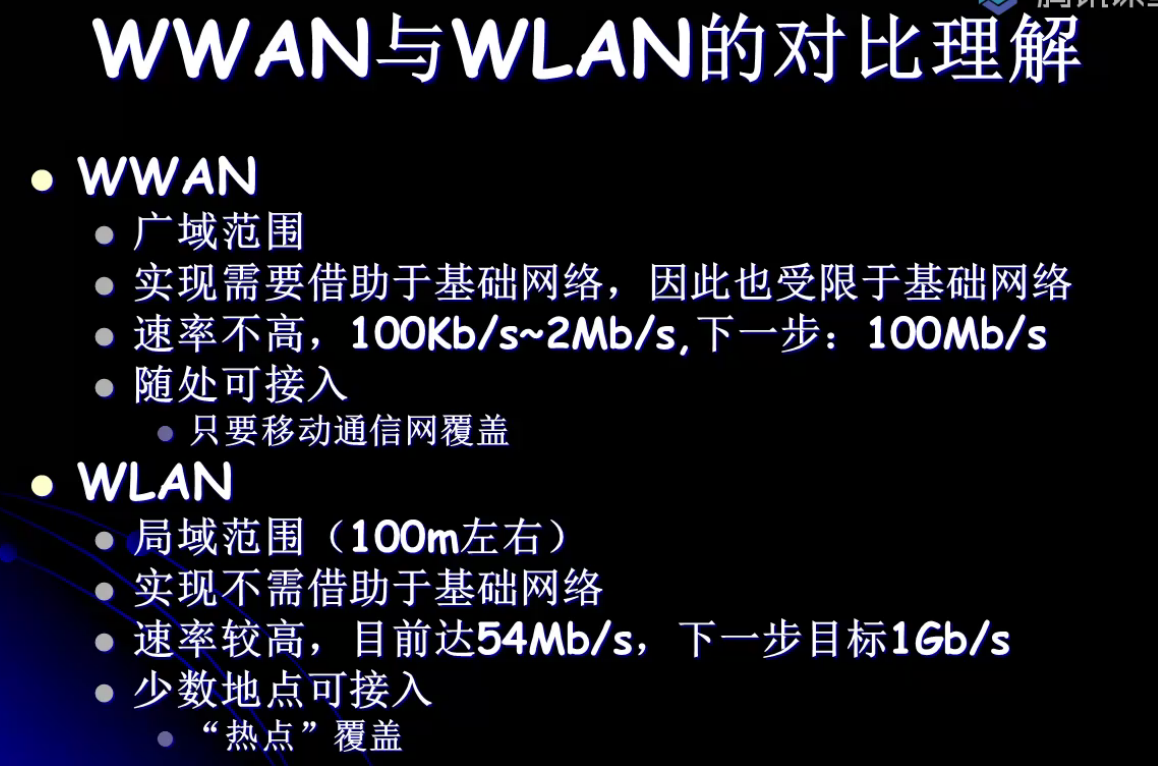 WWAN与WLAN的对比理解
WWAN
广域范围
实现需要借助于基础网络，因此也受限于基础网络
速率不高，100Kb/s~2Mb/s,下一步：100Mb/s
随处可接入
只要移动通信网覆盖
WLAN
局域范围（100m左右）
实现不需借助于基础网络
速率较高，目前达54Mb/s，下一步目标1Gb/s
少数地点可接入
“热点”覆盖